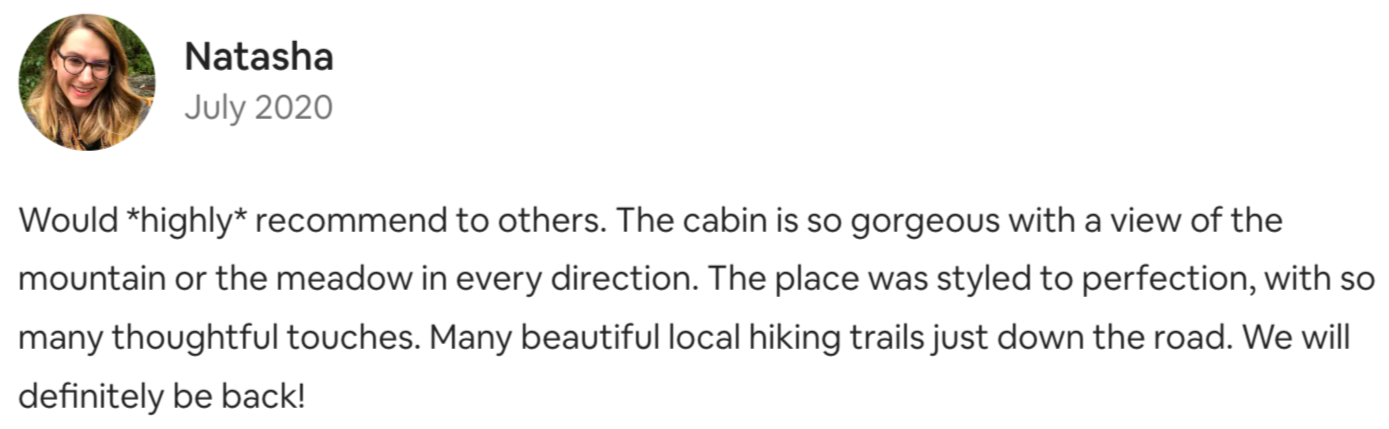 Natasha
July 2020
Would *highly* recommend to others. The cabin is so gorgeous with a view of the
mountain or the meadow in every direction. The place was styled to perfection, with so
many thoughtful touches. Many beautiful local hiking trails just down the road. We will
definitely be back!